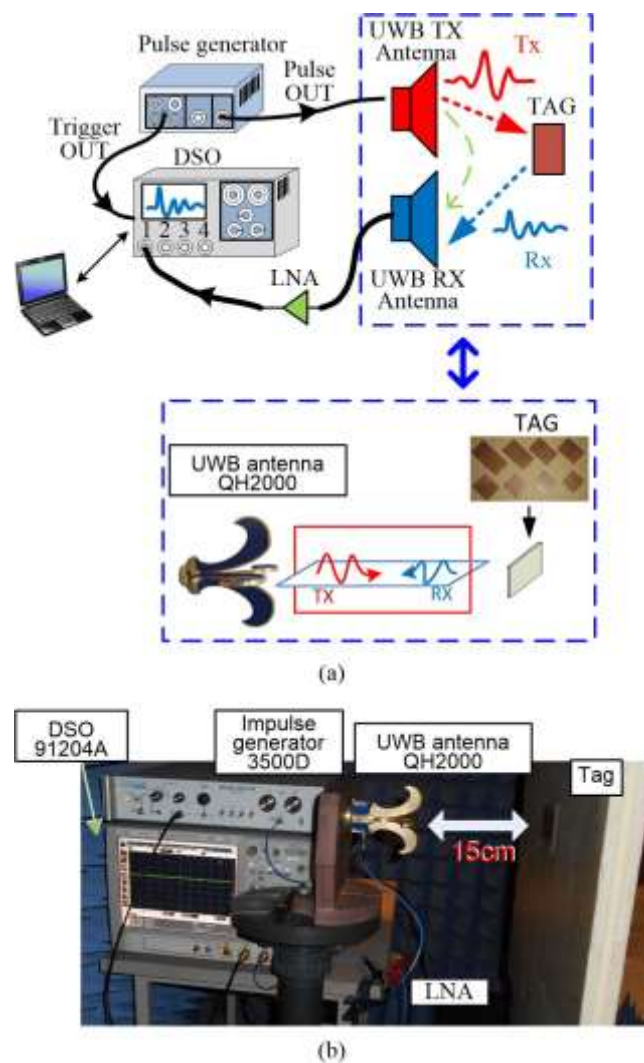 UWB TX
Antenna
Tx
Pulse generator
Pulse
OUT
TAG
Trigger
OUT
DSO
1 2 3 4
LNA
UWB RX
Antenna
Rx
TAG
UWB antenna
QH2000
TX
RX
(a)
DSO
91204A
Impulse
generator
3500D
UWB antenna
QH2000
Tag
15cm
LNA
(b)